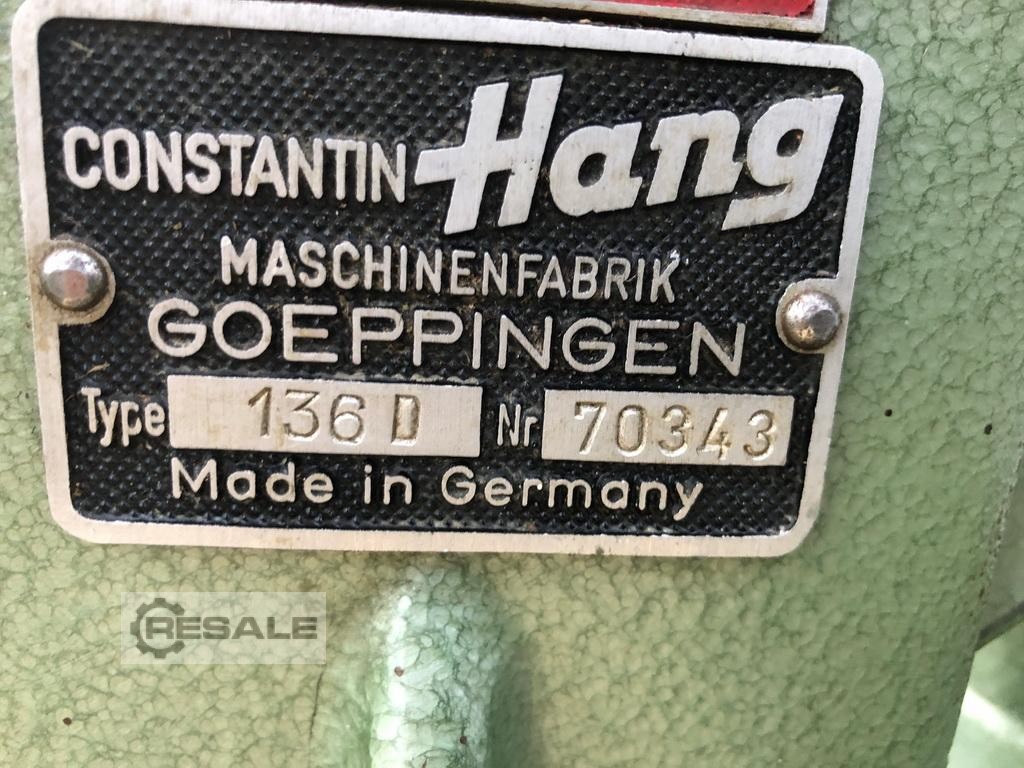 CONSTANTIN Hang
MASCHINENFABRIK
GOEPPINGEN
Type 136 D Nr 70343
Made in Germany
RESALE